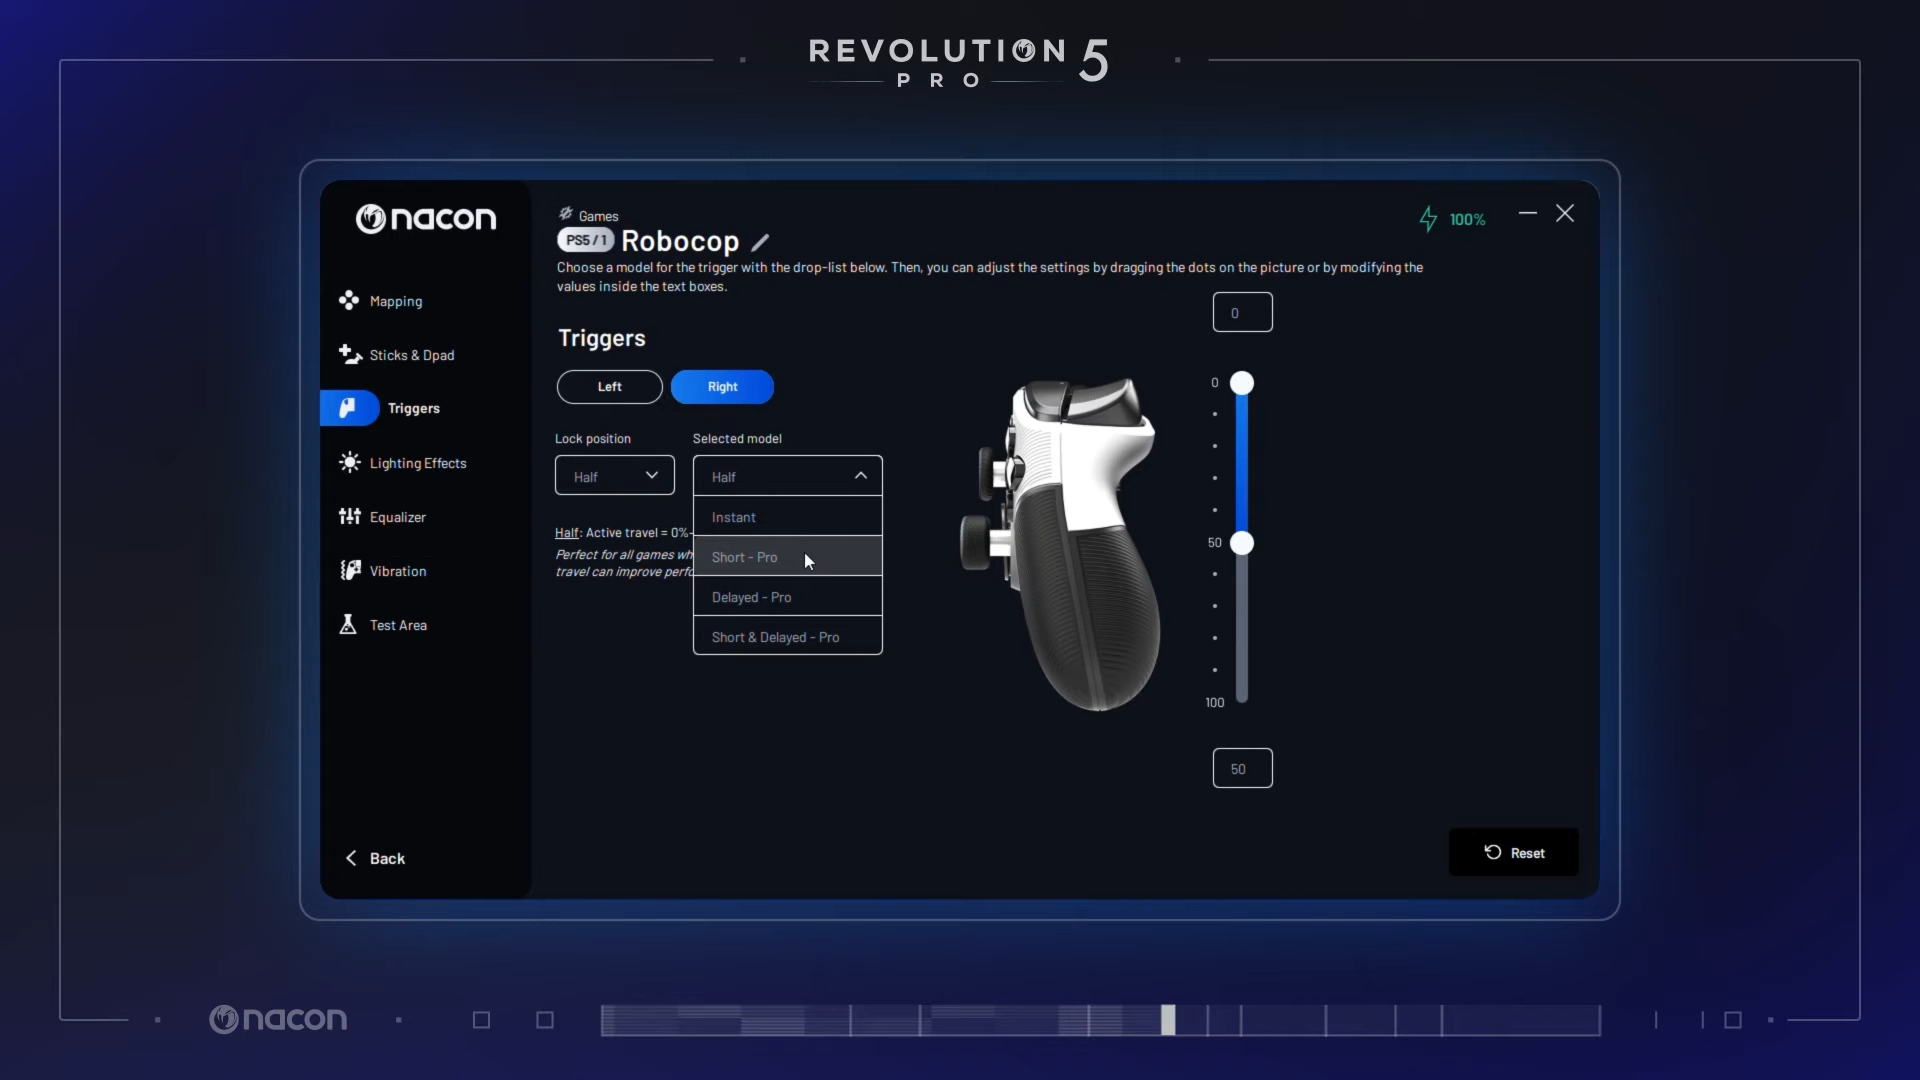 REVOLUTION 5
PRO
nacon
Games
100%
PS5 / 1 Robocop
Choose a model for the trigger with the drop-list below. Then, you can adjust the settings by dragging the dots on the picture or by modifying the
values inside the text boxes.
Mapping
Sticks & Dpad
Triggers
Lighting Effects
Equalizer
Vibration
Test Area
Back
Triggers
Left
Right
Lock position
Selected model
Half
Half
Instant
Short - Pro
Delayed - Pro
Short & Delayed - Pro
Half: Active travel = 0%-
Perfect for all games wh
travel can improve perfo
0
0
50
100
50
Reset
nacon